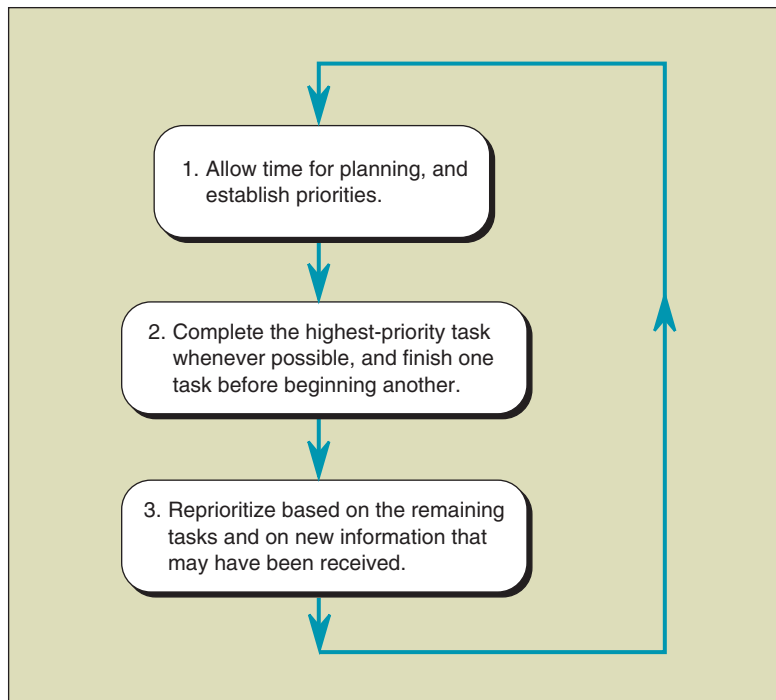 1. Allow time for planning, and
establish priorities.
2. Complete the highest-priority task
whenever possible, and finish one
task before beginning another.
3. Reprioritize based on the remaining
tasks and on new information that
may have been received.